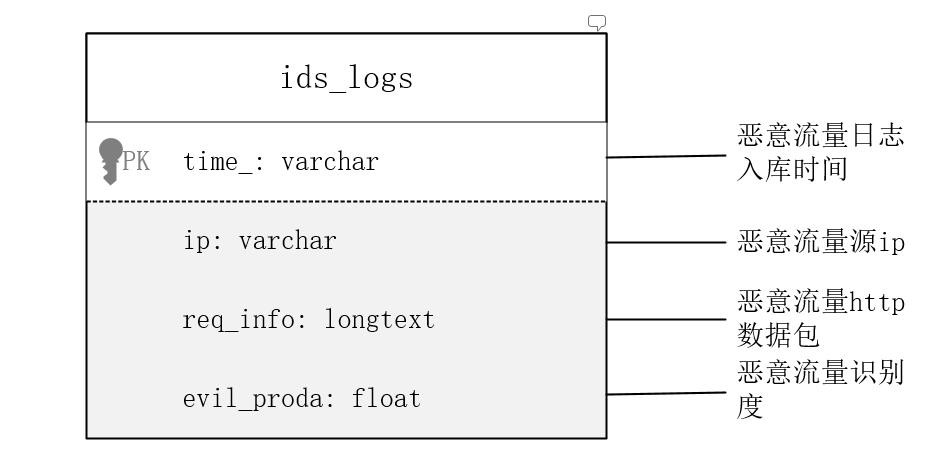 ids_logs
PK
time_: varchar
恶意流量日志
入库时间
ip: varchar
恶意流量源ip
req_info: longtext
恶意流量http
数据包
evil_proda: float
恶意流量识别
度